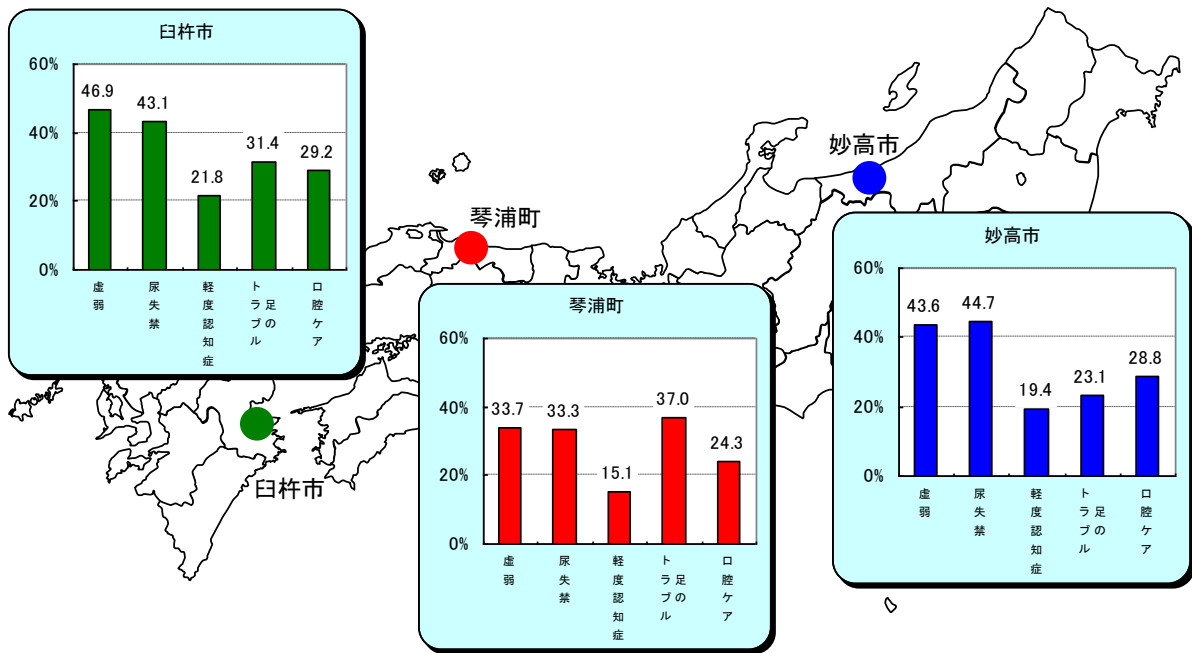 臼杵市
60%
40%
20%
0%
46.9
43.1
21.8
31.4
29.2
虚弱
尿失禁
軽度認知症
足のトラブル
口腔ケア
臼杵市
琴浦町
琴浦町
60%
40%
20%
0%
33.7
33.3
15.1
37.0
24.3
虚弱
尿失禁
軽度認知症
足のトラブル
口腔ケア
妙高市
妙高市
60%
40%
20%
0%
43.6
44.7
19.4
23.1
28.8
虚弱
尿失禁
軽度認知症
足のトラブル
口腔ケア